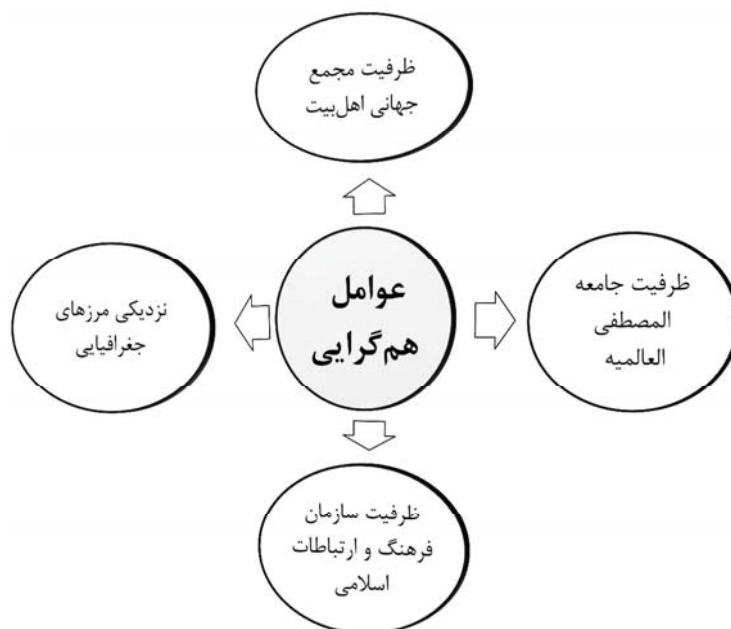 ظرفیت مجمع
جهانی اهل‌بیت
عوامل
هم‌گرایی
ظرفیت جامعه
المصطفی
العالمیه
نزدیکی مرزهای
جغرافیایی
ظرفیت سازمان
فرهنگ و ارتباطات
اسلامی